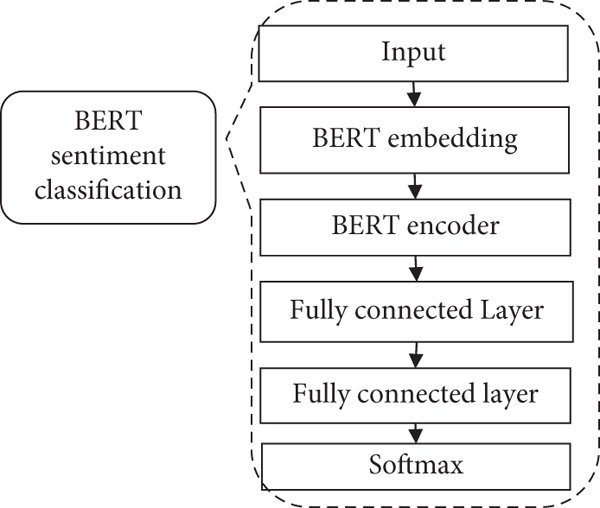 BERT
sentiment
classification
Input
BERT embedding
BERT encoder
Fully connected Layer
Fully connected layer
Softmax